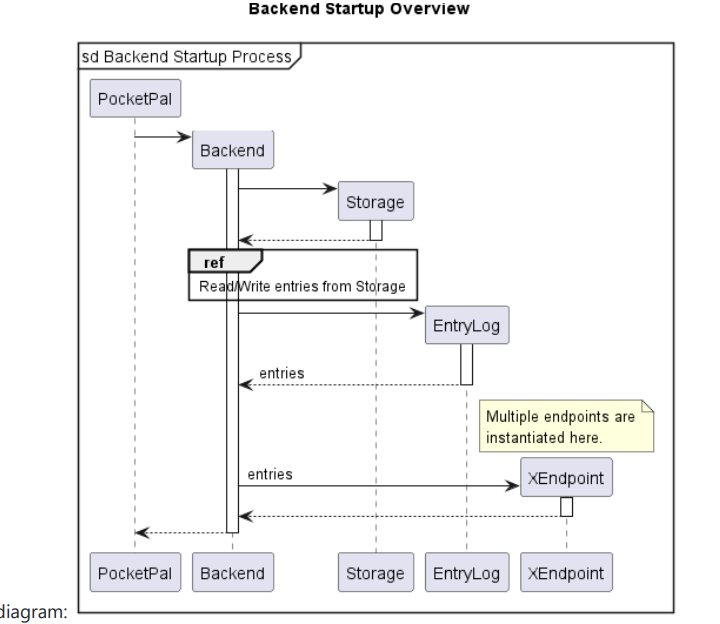 Backend Startup Overview
sd Backend Startup Process
PocketPal
Backend
Storage
ref
Read/Write entries from Storage
EntryLog
entries
Multiple endpoints are
instantiated here.
entries
XEndpoint
PocketPal Backend Storage EntryLog XEndpoint
diagram: